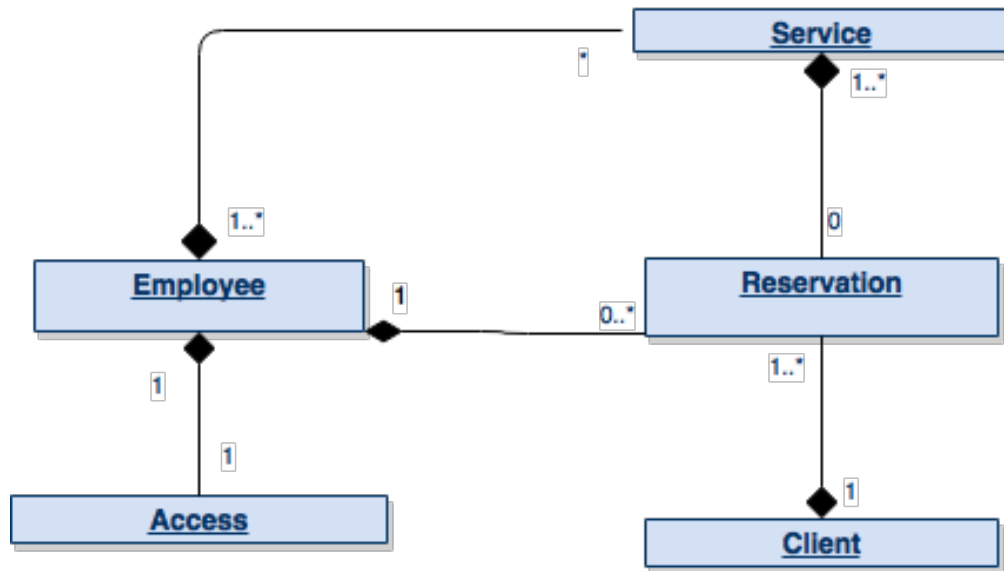 Service
*
1..*
1..*
0
Employee
1
0..*
Reservation
1
1..*
1
1
Access
Client